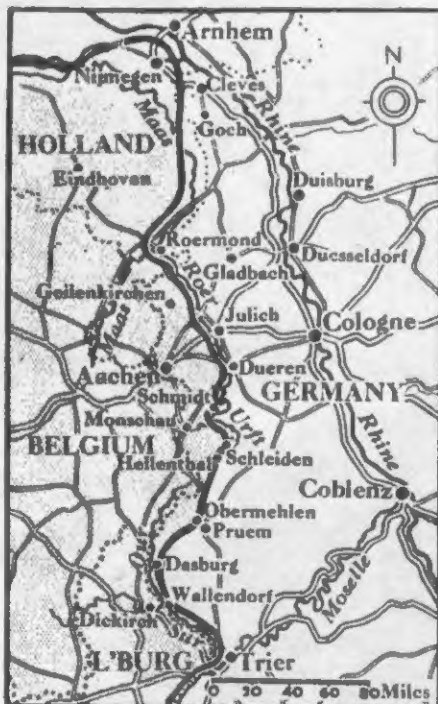 Arnhem
N
Nijmegen
Cleves
Maas
Rhine
Goch
HOLLAND
Eindhovan
Duisburg
Roermond
Roer
Gladbach
Duesseldorf
Geilenkirchen
Maas
Julich
Cologne
Aachen
Dueren
Schmidt
GERMANY
Monschau
Urft
Rhine
BELGIUM
Hellenthal
Schleiden
Coblenz
Obermehlen
Pruem
Dasburg
Moselle
Wallendorf
Dickirch
L'BURG
Trier
0 20 40 60 80 Miles